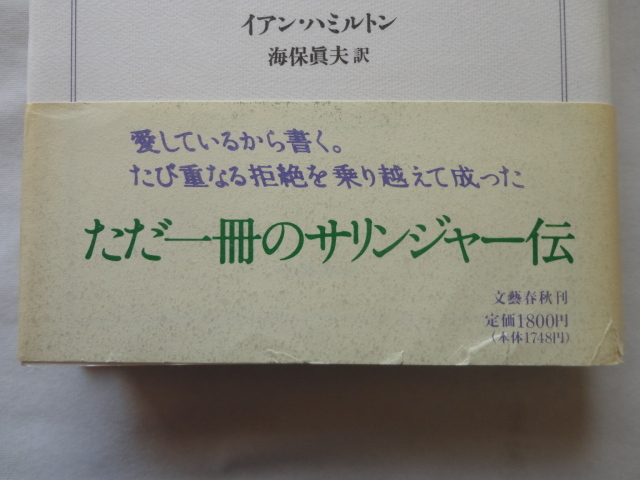 イアン・ハミルトン
海保眞夫訳
愛しているから書く。
たび重なる拒絶を乗り越えて成った
ただ一冊のサリンジャー伝
文藝春秋刊
定価1800円
（本体1748円）